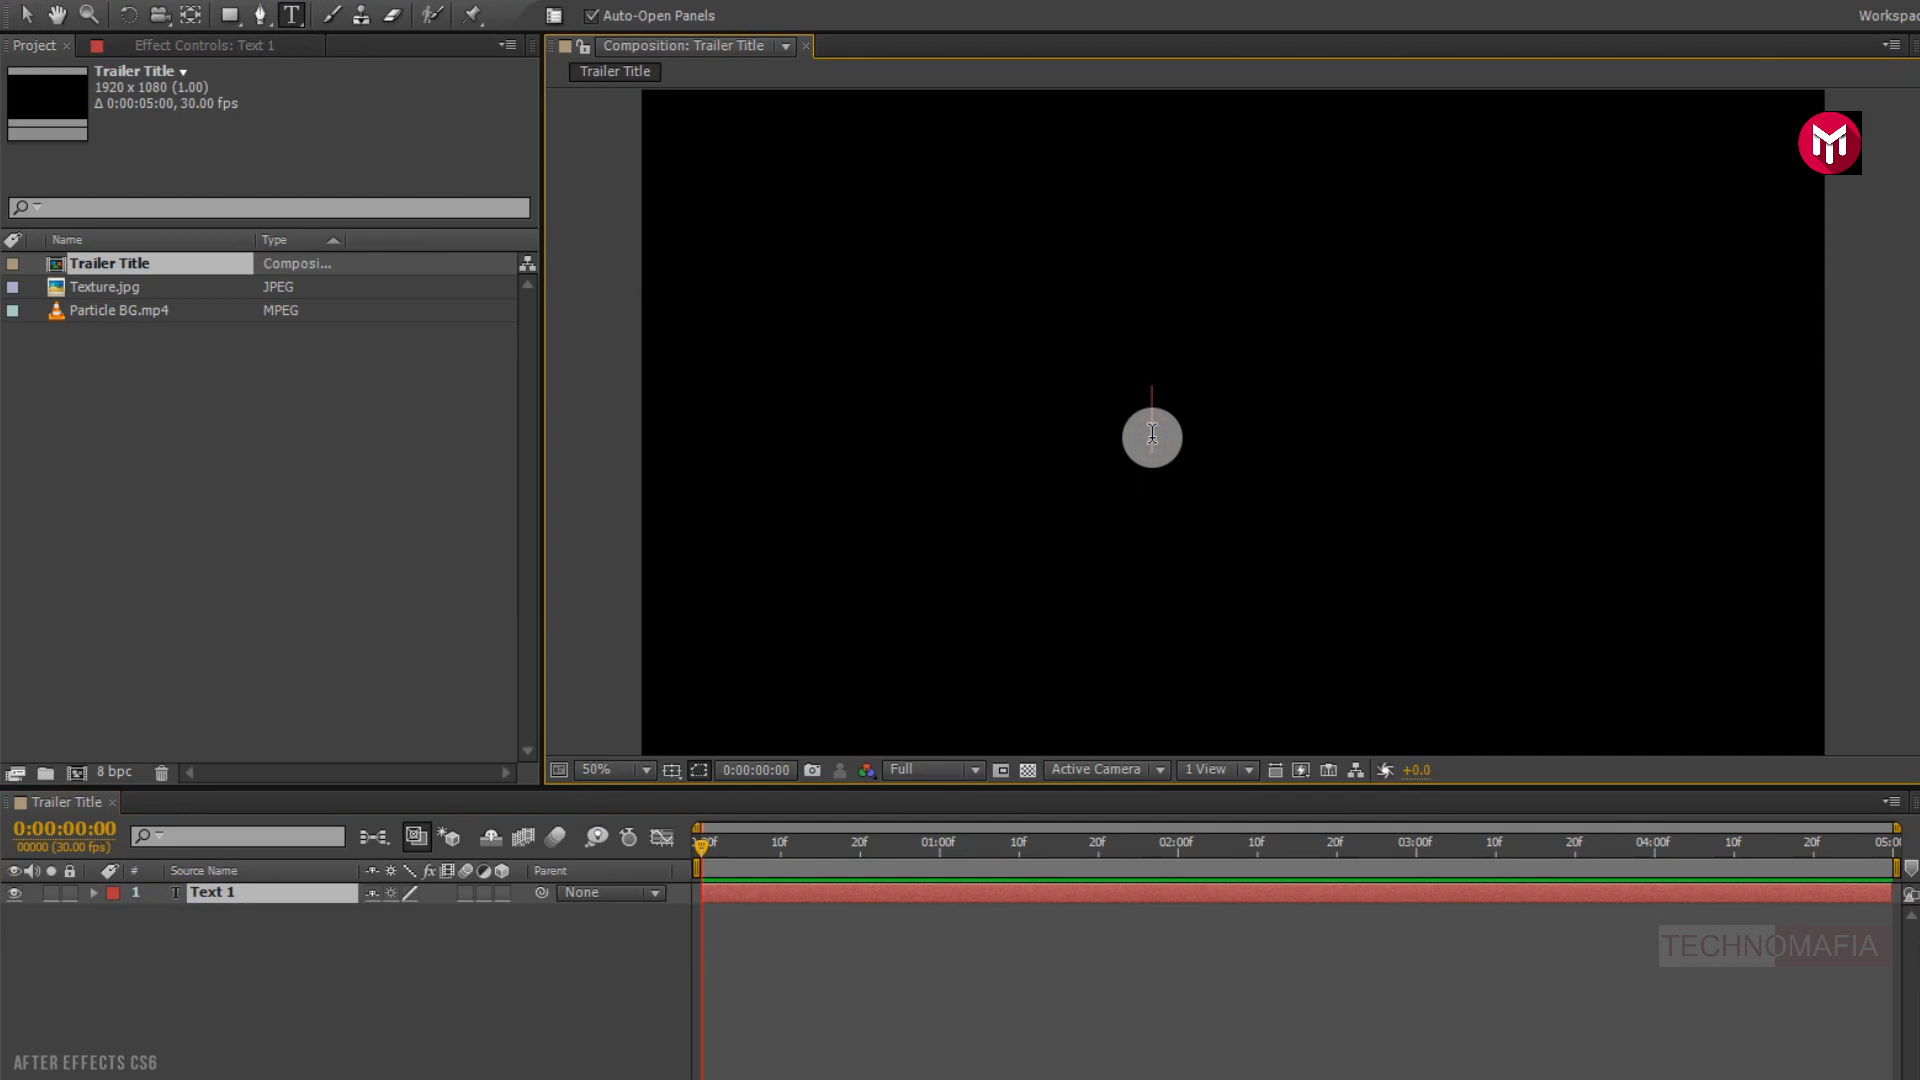 Auto-Open Panels
Workspac
Project
Effect Controls: Text 1
Composition: Trailer Title
Trailer Title
Trailer Title
1920 x 1080 (1.00)
Δ 0:00:05:00, 30.00 fps
Name
Type
Trailer Title
Composi...
Texture.jpg
JPEG
Particle BG.mp4
MPEG
8 bpc
50%
0:00:00:00
Full
Active Camera
1 View
+0.0
Trailer Title
0:00:00:00
00000 (30.00 fps)
00f
10f
20f
01:00f
10f
20f
02:00f
10f
20f
03:00f
10f
20f
04:00f
10f
20f
05:00
#
Source Name
Parent
1
T
Text 1
None
TECHNOMAFIA
AFTER EFFECTS CS6